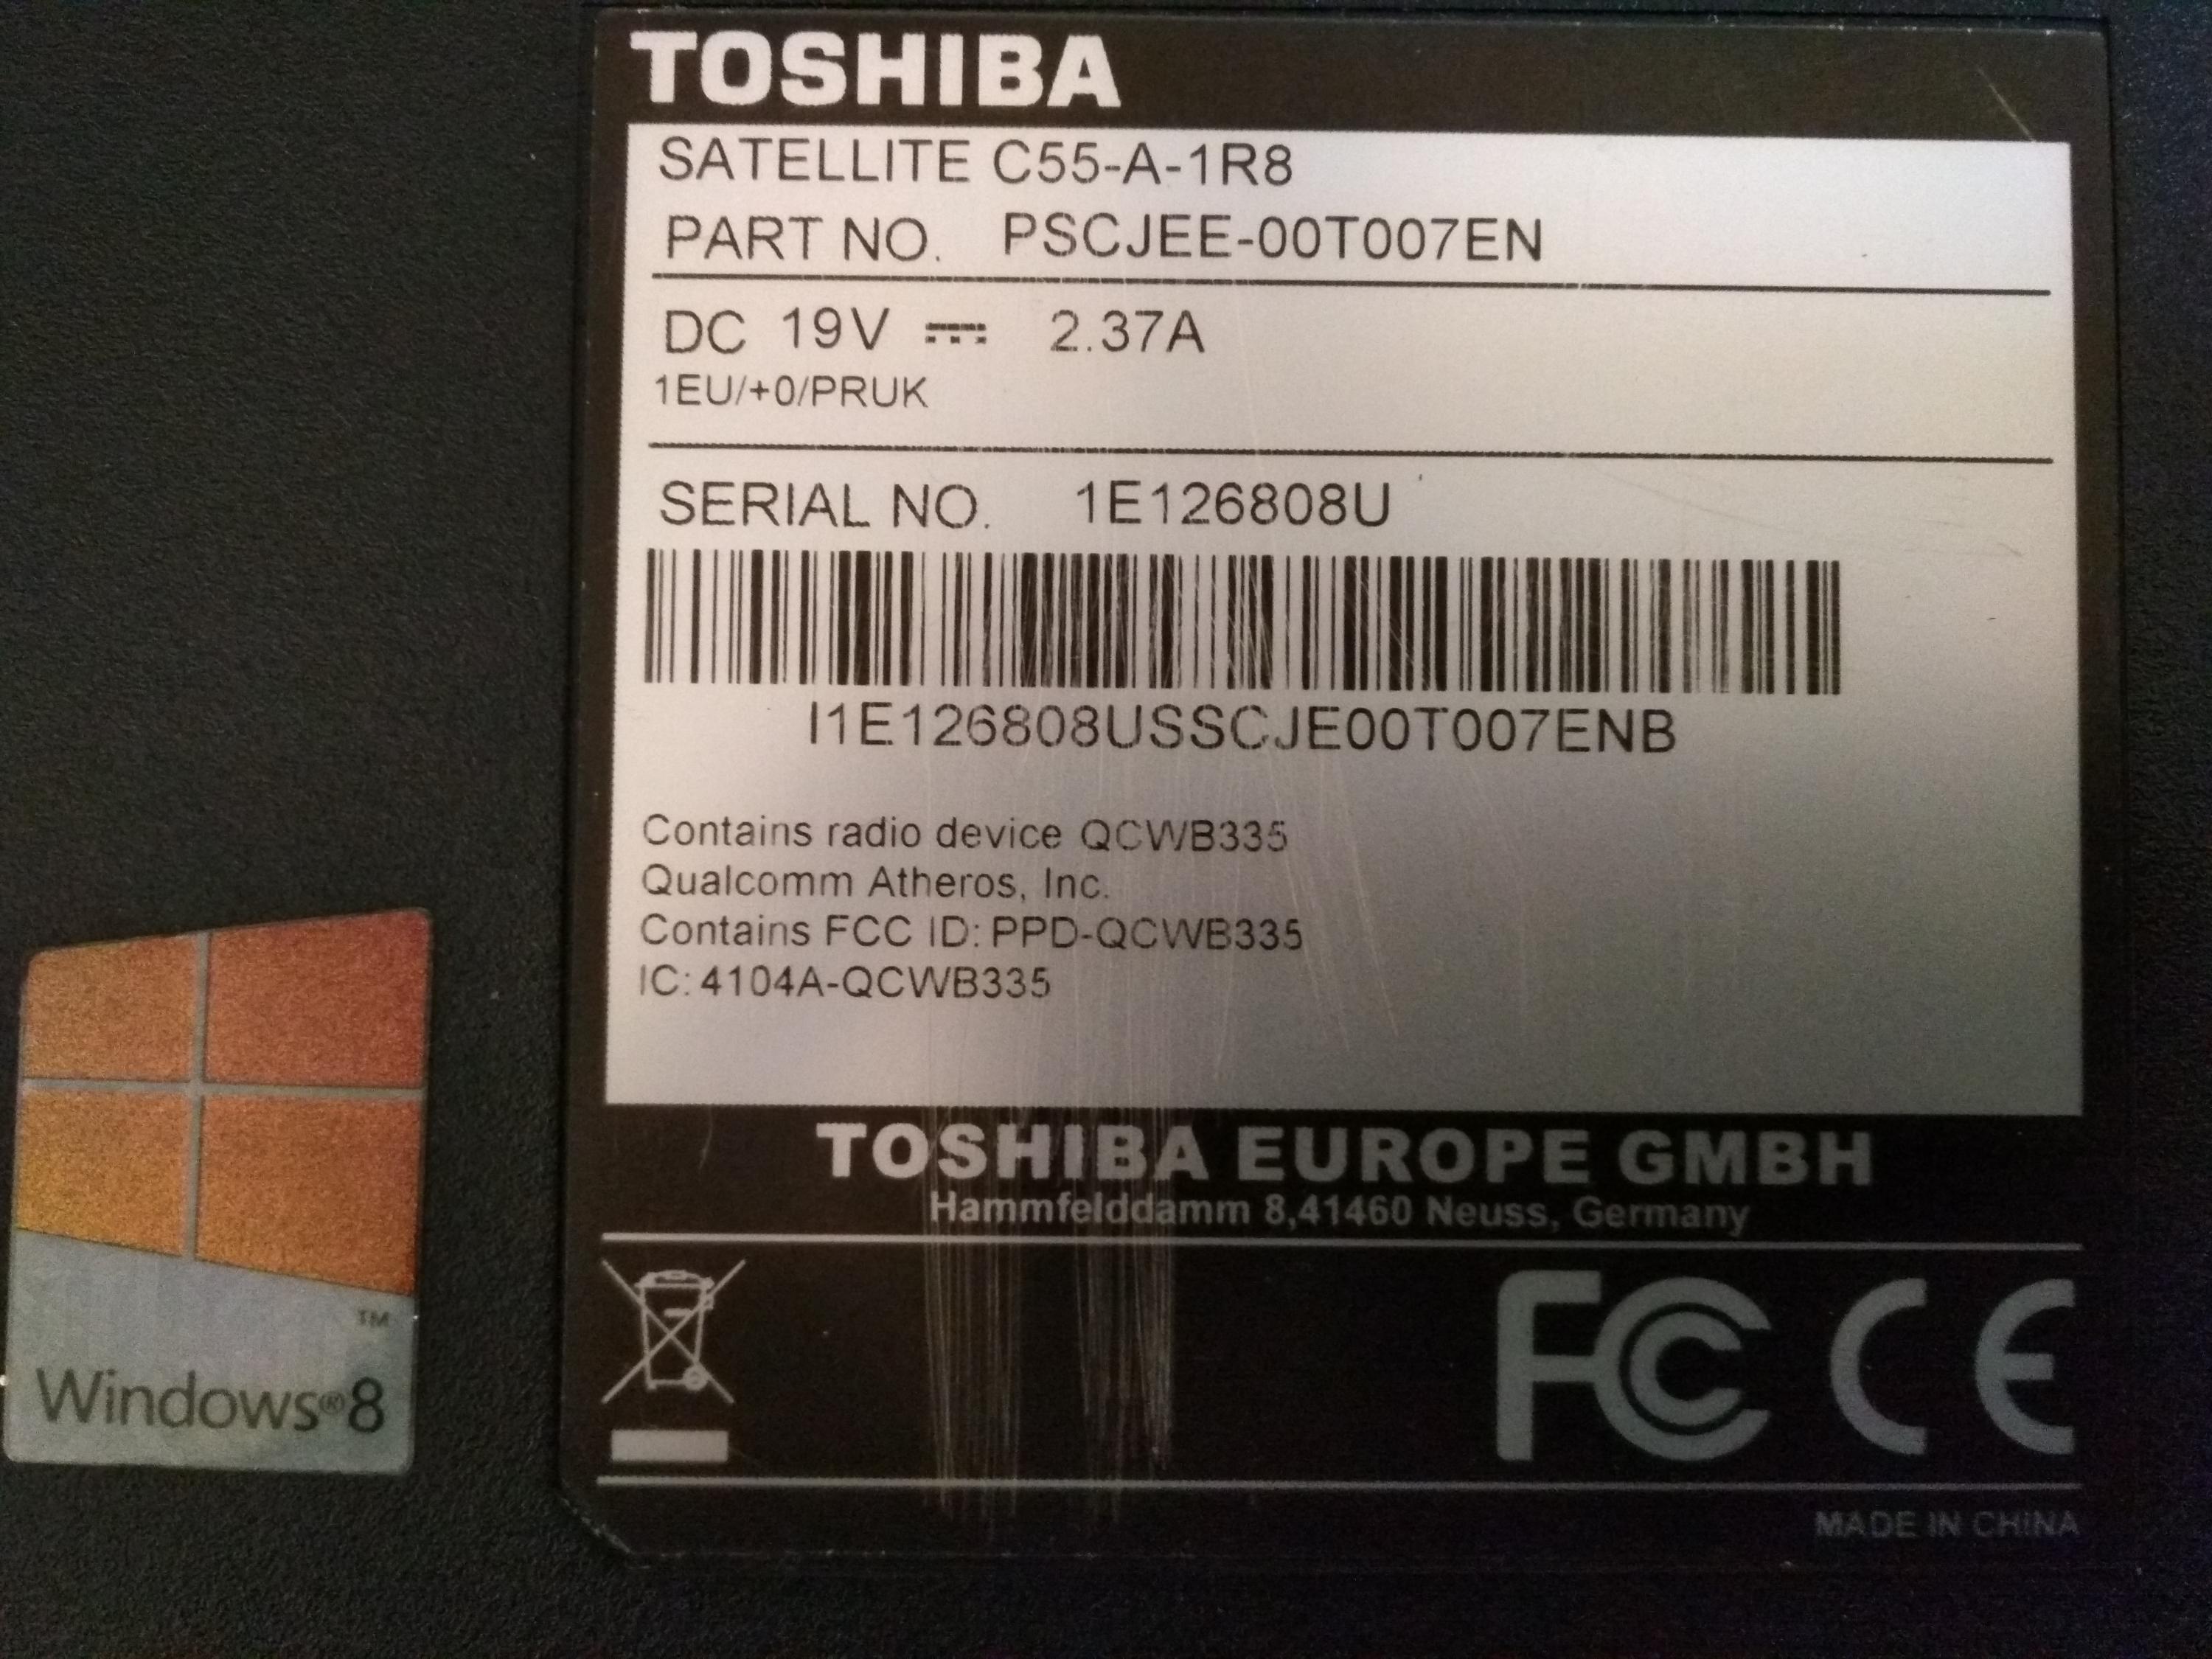 TOSHIBA
SATELLITE C55-A-1R8
PART NO. PSCJEE-00T007EN
DC 19V ⎓ 2.37A
1EU/+0/PRUK
SERIAL NO. 1E126808U
I1E126808USSCJE00T007ENB
Contains radio device QCWB335
Qualcomm Atheros, Inc.
Contains FCC ID: PPD-QCWB335
IC: 4104A-QCWB335
TOSHIBA EUROPE GMBH
Hammfelddamm 8,41460 Neuss, Germany
FC CE
MADE IN CHINA
TM
Windows®8